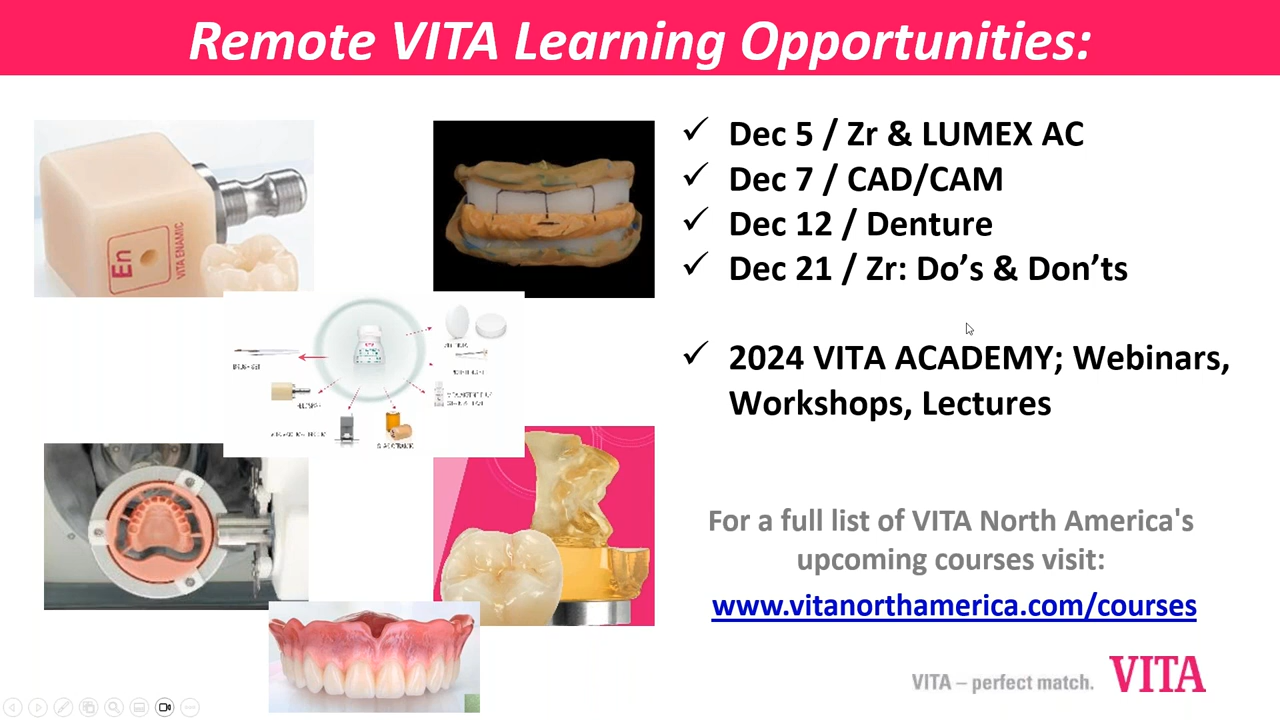 Remote VITA Learning Opportunities:
✓ Dec 5 / Zr & LUMEX AC
✓ Dec 7 / CAD/CAM
✓ Dec 12 / Denture
✓ Dec 21 / Zr: Do’s & Don’ts
✓ 2024 VITA ACADEMY; Webinars,
Workshops, Lectures
En
VITA ENAMIC
For a full list of VITA North America's
upcoming courses visit:
www.vitanorthamerica.com/courses
VITA – perfect match.
VITA